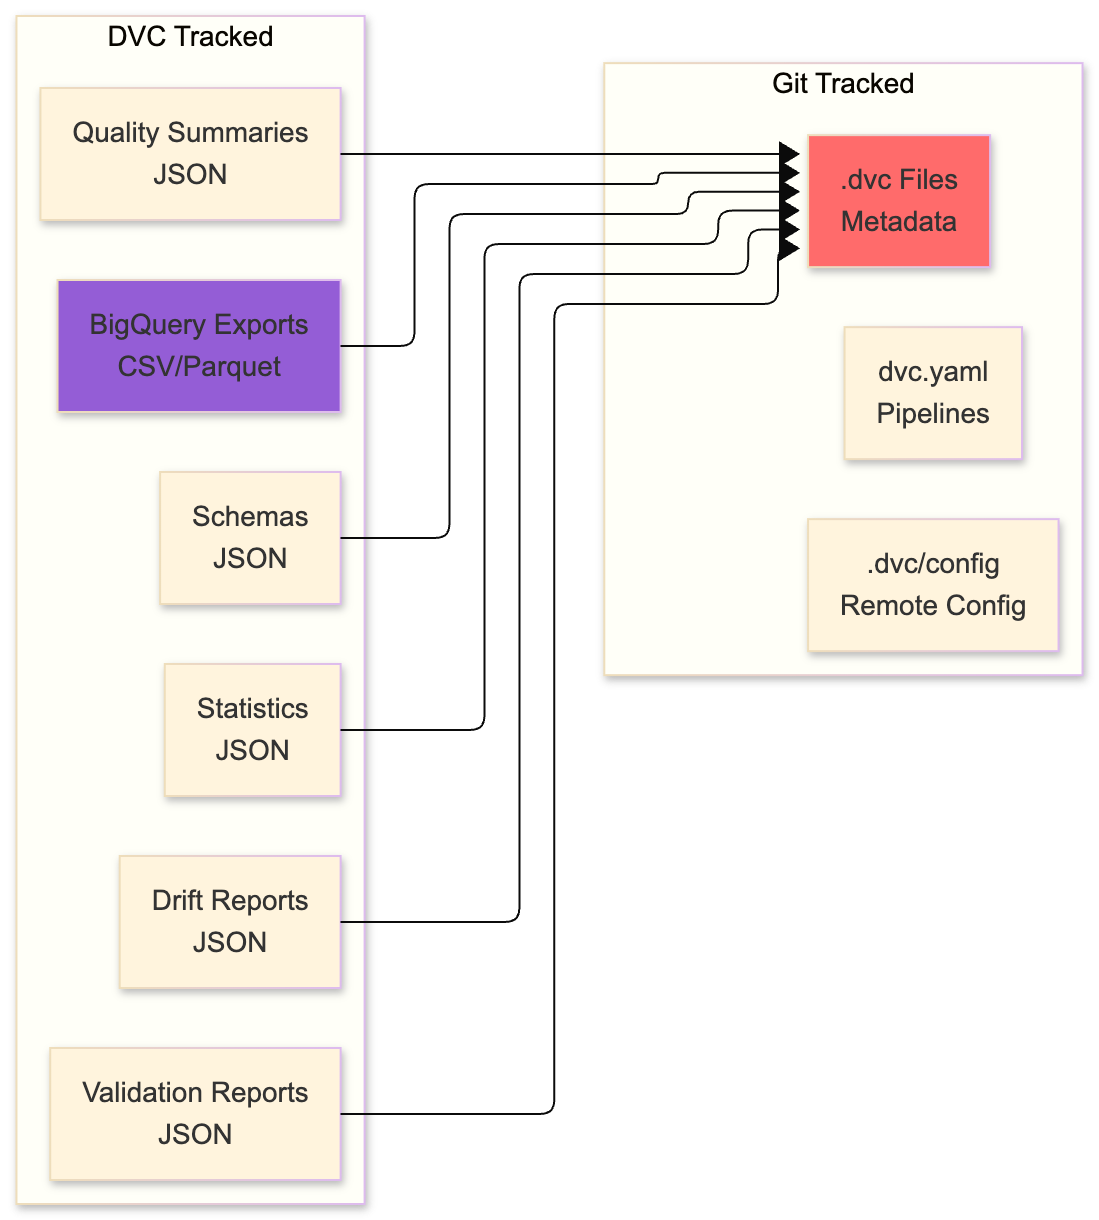 DVC Tracked
Quality Summaries
JSON
BigQuery Exports
CSV/Parquet
Schemas
JSON
Statistics
JSON
Drift Reports
JSON
Validation Reports
JSON
Git Tracked
.dvc Files
Metadata
dvc.yaml
Pipelines
.dvc/config
Remote Config